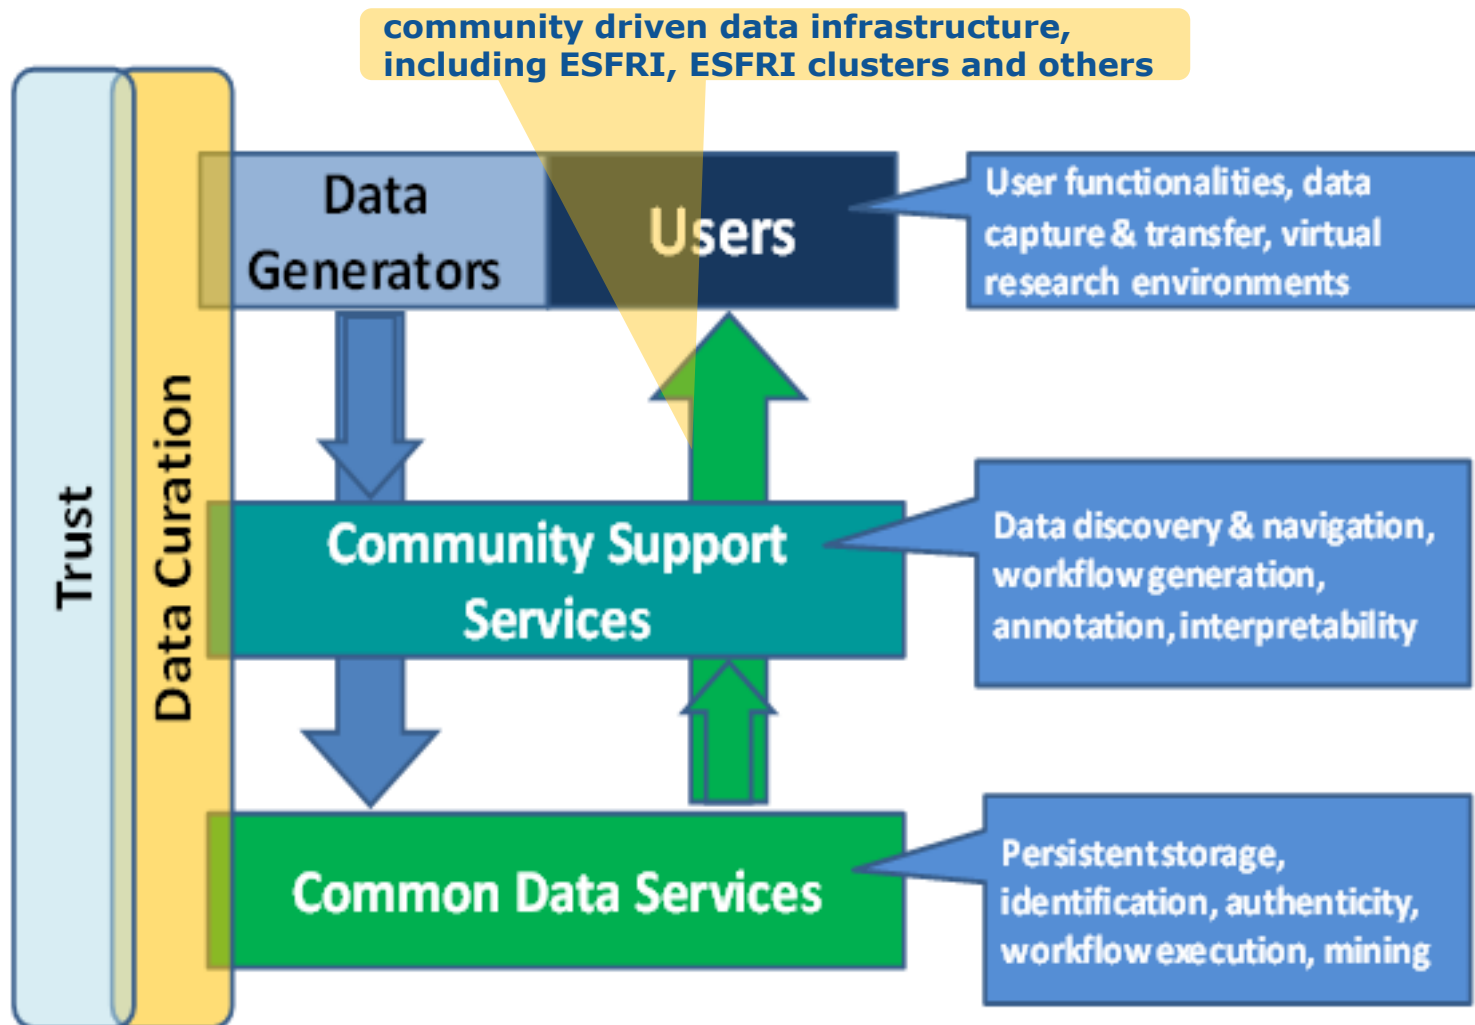 community driven data infrastructure,
including ESFRI, ESFRI clusters and others
Trust
Data Curation
Data
Generators
Users
User functionalities, data
capture & transfer, virtual
research environments
Community Support
Services
Data discovery & navigation,
workflow generation,
annotation, interpretability
Common Data Services
Persistent storage,
identification, authenticity,
workflow execution, mining